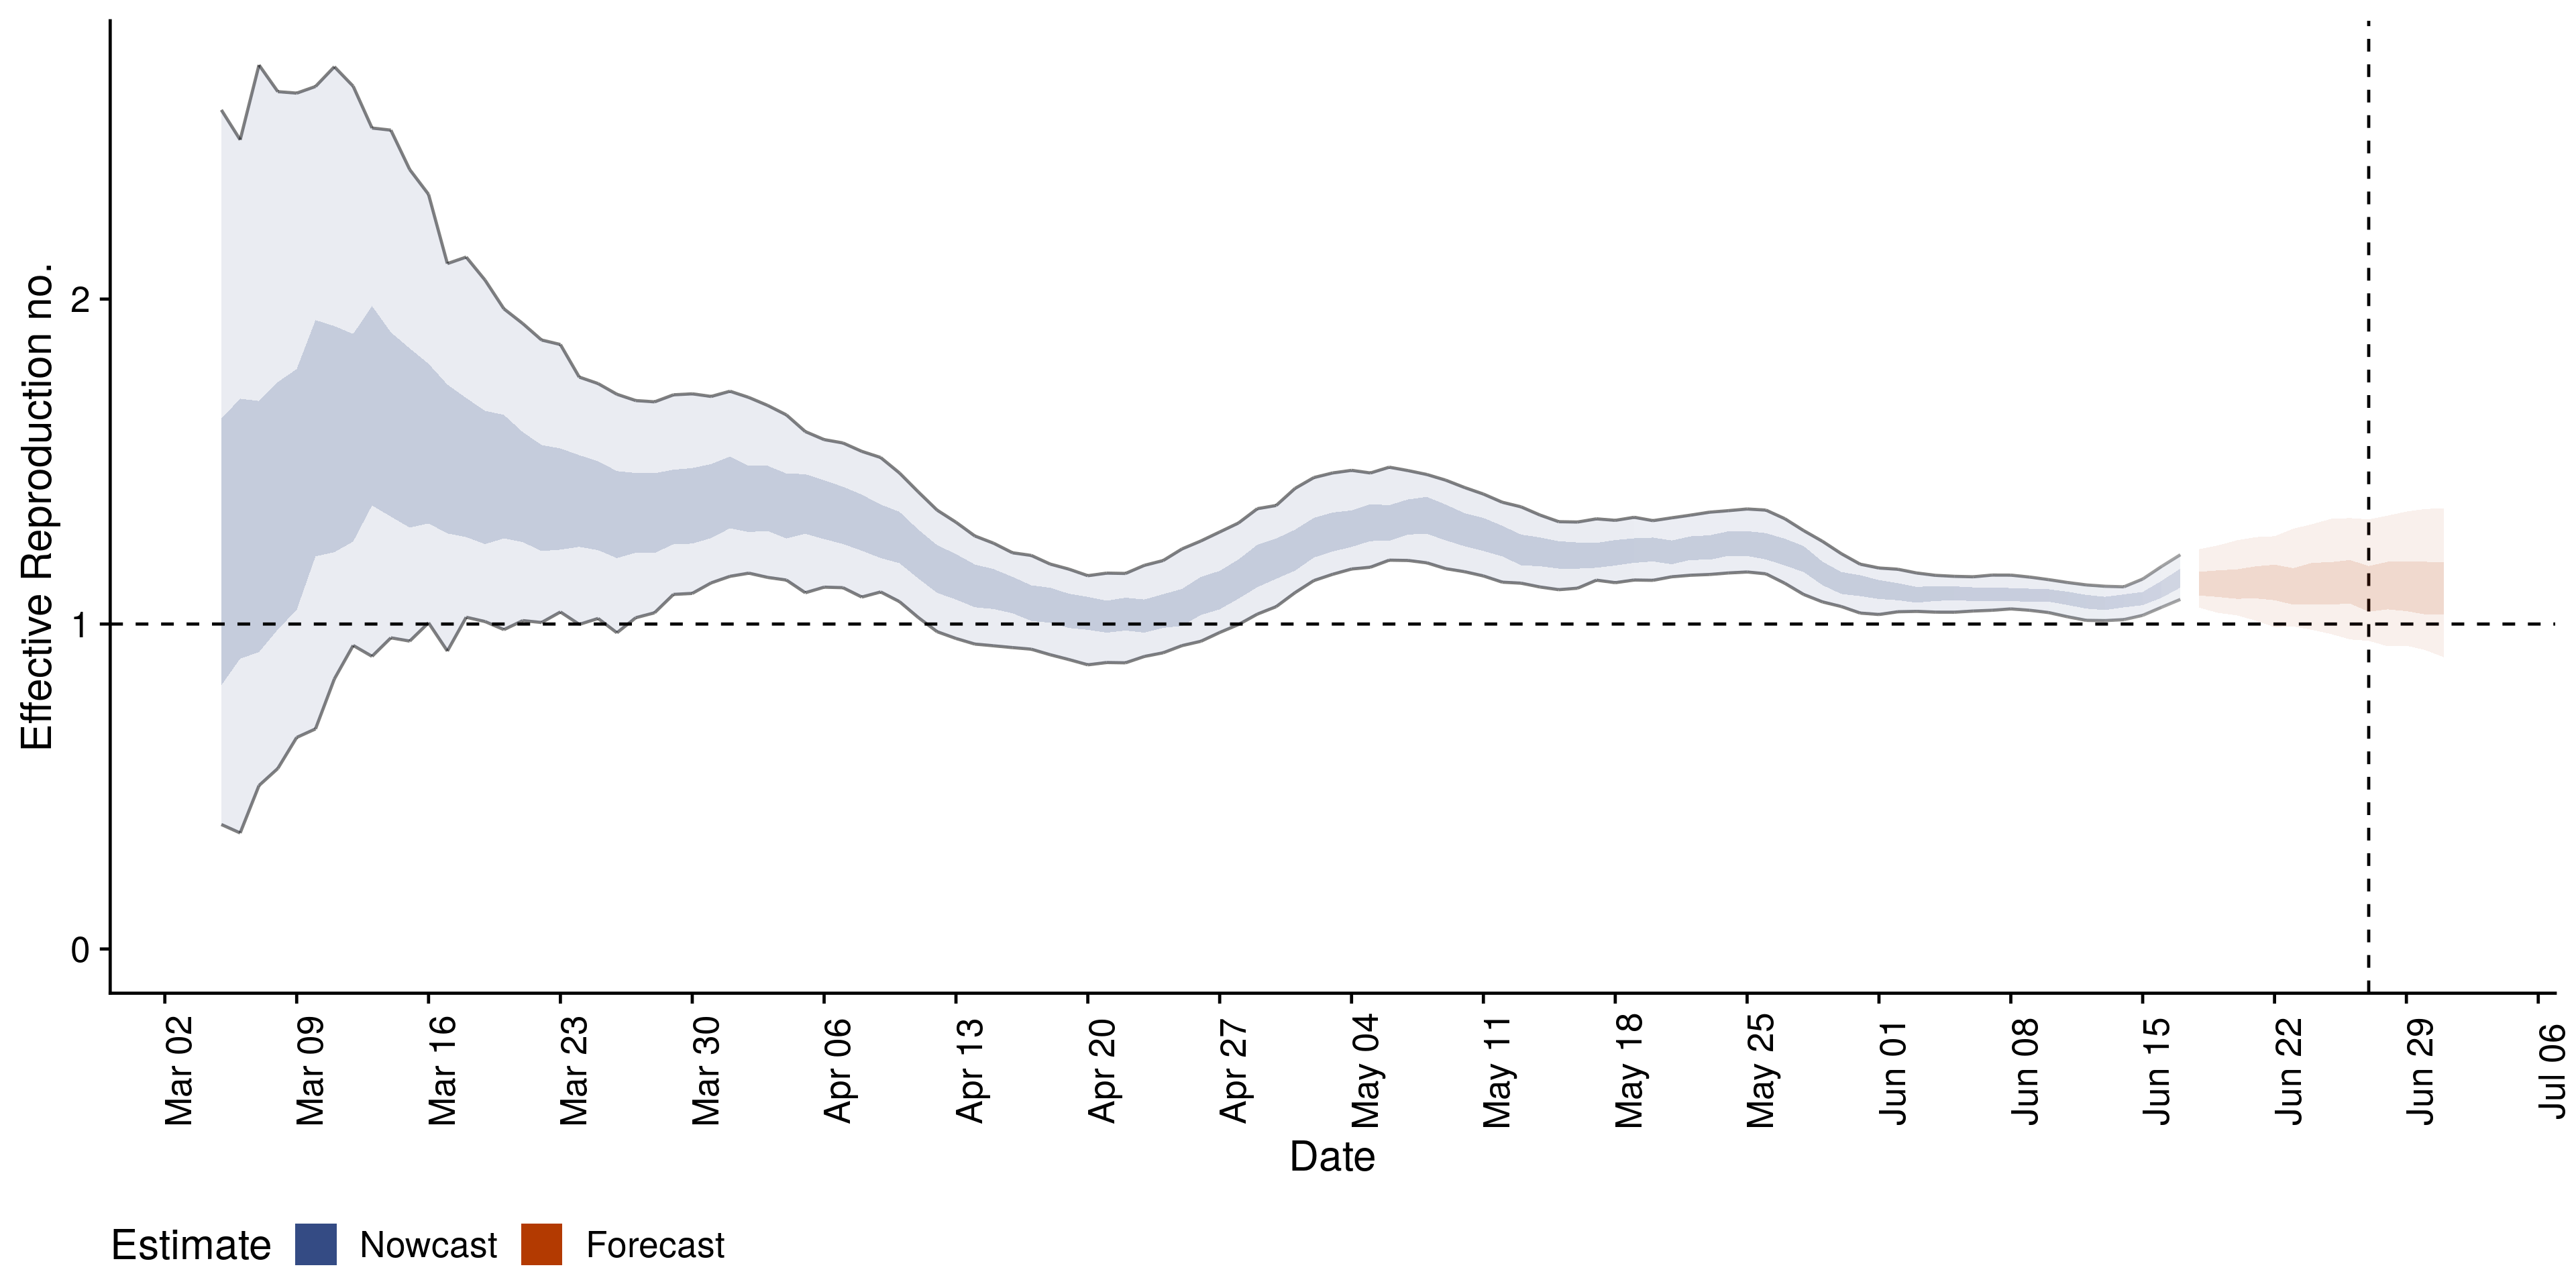 Effective Reproduction no.
2
1
0
Mar 02
Mar 09
Mar 16
Mar 23
Mar 30
Apr 06
Apr 13
Apr 20
Apr 27
May 04
May 11
May 18
May 25
Jun 01
Jun 08
Jun 15
Jun 22
Jun 29
Jul 06
Date
Estimate Nowcast Forecast